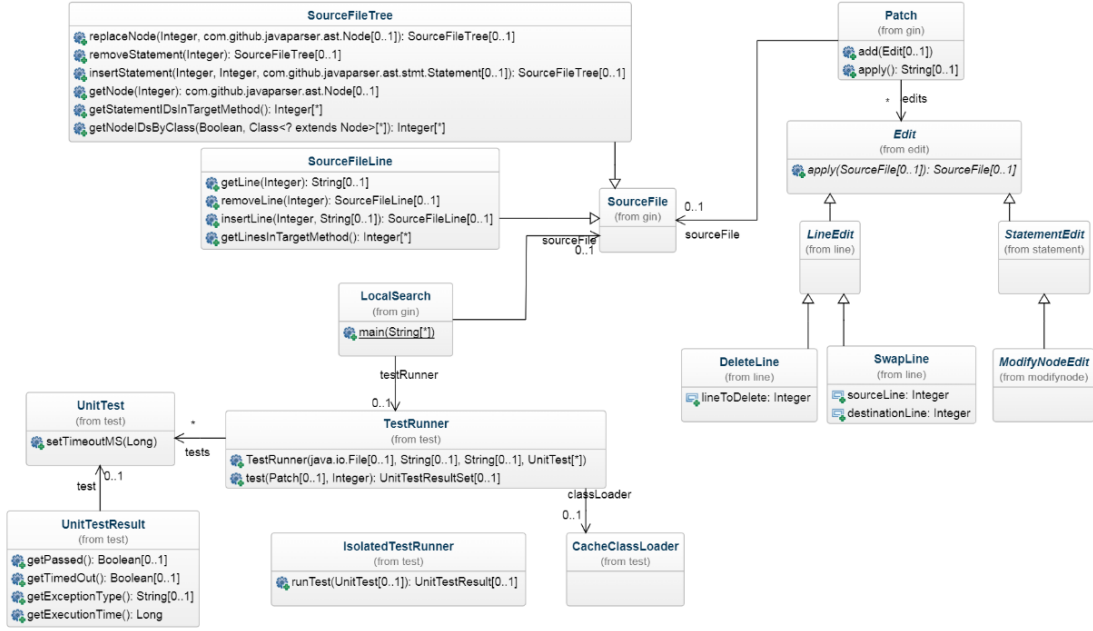 SourceFileTree
replaceNode(Integer, com.github.javaparser.ast.Node[0..1]): SourceFileTree[0..1]
removeStatement(Integer): SourceFileTree[0..1]
insertStatement(Integer, Integer, com.github.javaparser.ast.stmt.Statement[0..1]): SourceFileTree[0..1]
getNode(Integer): com.github.javaparser.ast.Node[0..1]
getStatementIDsInTargetMethod(): Integer[*]
getNodeIDsByClass(Boolean, Class<? extends Node>[*]): Integer[*]
Patch
(from gin)
add(Edit[0..1])
apply(): String[0..1]
* edits
Edit
(from edit)
apply(SourceFile[0..1]): SourceFile[0..1]
SourceFileLine
getLine(Integer): String[0..1]
removeLine(Integer): SourceFileLine[0..1]
insertLine(Integer, String[0..1]): SourceFileLine[0..1]
getLinesInTargetMethod(): Integer[*]
SourceFile
(from gin)
0..1
sourceFile
sourceFile
0..1
LineEdit
(from line)
StatementEdit
(from statement)
LocalSearch
(from gin)
main(String[*])
testRunner
0..1
DeleteLine
(from line)
lineToDelete: Integer
SwapLine
(from line)
sourceLine: Integer
destinationLine: Integer
ModifyNodeEdit
(from modifynode)
UnitTest
(from test)
setTimeoutMS(Long)
*
tests
TestRunner
(from test)
TestRunner(java.io.File[0..1], String[0..1], String[0..1], UnitTest[*])
test(Patch[0..1], Integer): UnitTestResultSet[0..1]
0..1
test
classLoader
0..1
UnitTestResult
(from test)
getPassed(): Boolean[0..1]
getTimedOut(): Boolean[0..1]
getExceptionType(): String[0..1]
getExecutionTime(): Long
IsolatedTestRunner
(from test)
runTest(UnitTest[0..1]): UnitTestResult[0..1]
CacheClassLoader
(from test)